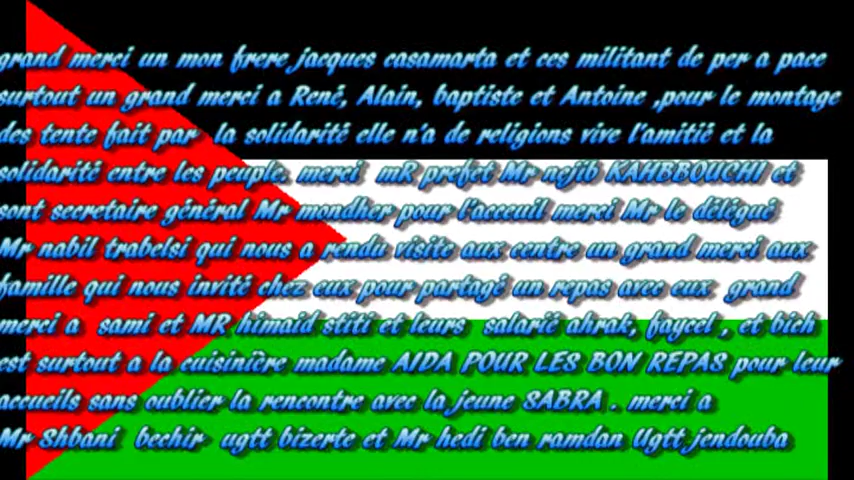 grand merci un mon frere jacques casamarta et ces militant de per a pace
surtout un grand merci a René, Alain, baptiste et Antoine ,pour le montage
des tente fait par la solidarité elle n'a de religions vive l'amitié et la
solidarité entre les peuple. merci mR prefet Mr nejib KAHBBOUCHI et
sont secretaire général Mr mondher pour l'acceuil merci Mr le délégué
Mr nabil trabelsi qui nous a rendu visite aux centre un grand merci aux
famille qui nous invité chez eux pour partagé un repas avec eux grand
merci a sami et MR himaid stiti et leurs salarié ahrak, fayçel , et bich
est surtout a la cuisinière madame AIDA POUR LES BON REPAS pour leur
accueils sans oublier la rencontre avec la jeune SABRA . merci a
Mr Shbani bechir ugtt bizerte et Mr hedi ben ramdan Ugtt jendouba